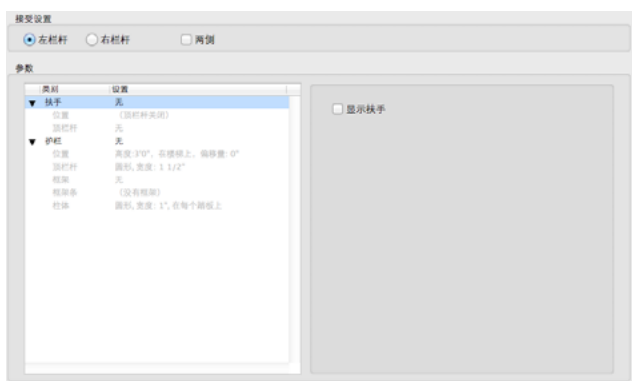 接受设置
左栏杆 右栏杆 两侧
参数
类别 设置
扶手 无
显示扶手
位置 （顶栏杆关闭）
顶栏杆 无
护栏 无
位置 高度:3'0"，在楼梯上，偏移量: 0"
顶栏杆 圆形, 宽度: 1 1/2"
框架 无
框架条 （没有框架）
栏体 圆形, 宽度: 1", 在每个踏板上